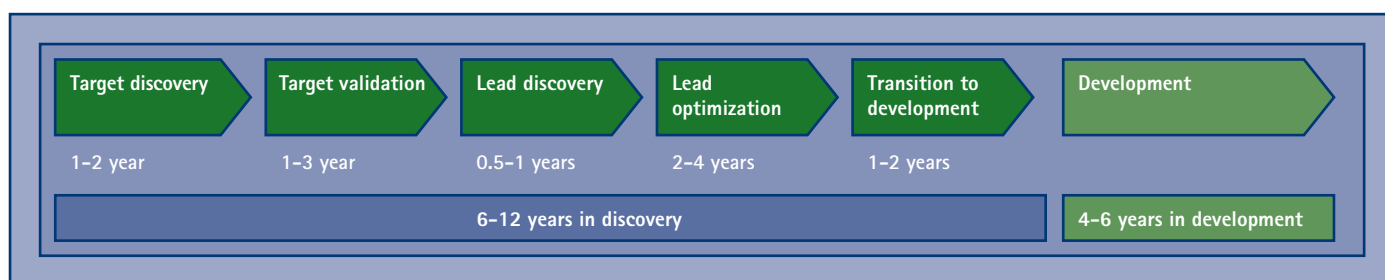 Target discovery
Target validation
Lead discovery
Lead
optimization
Transition to
development
Development
1–2 year
1–3 year
0.5–1 years
2–4 years
1–2 years
6–12 years in discovery
4–6 years in development